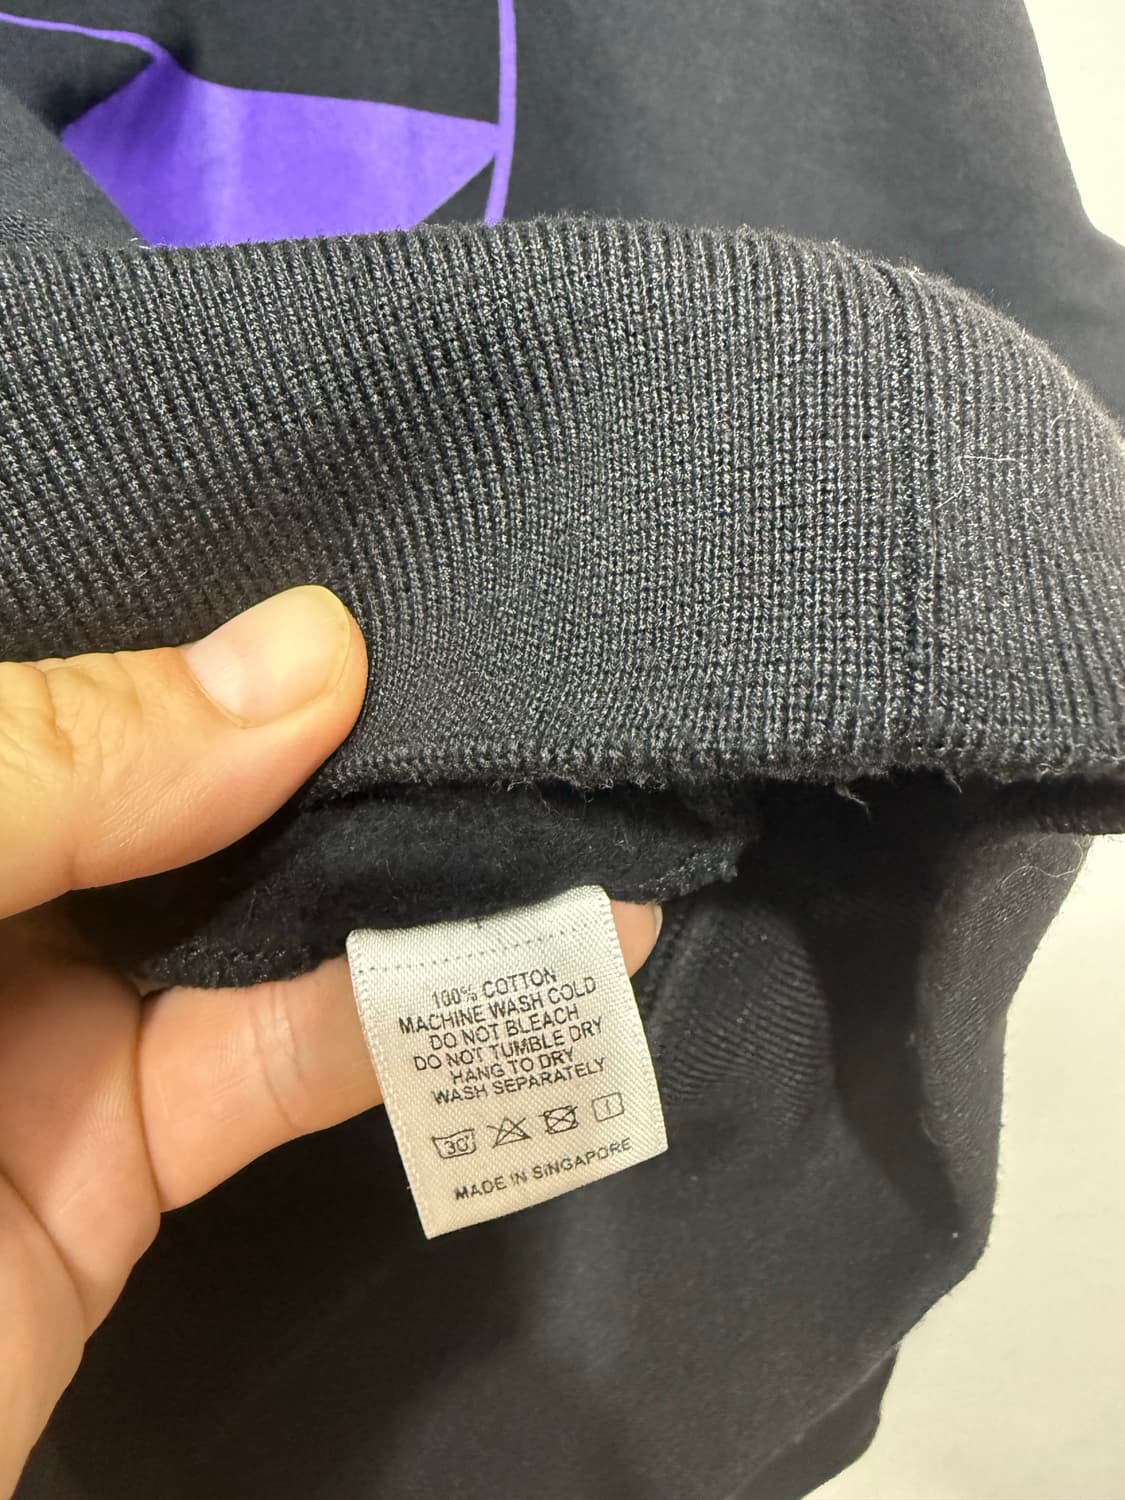 100% COTTON
MACHINE WASH COLD
DO NOT BLEACH
DO NOT TUMBLE DRY
HANG TO DRY
WASH SEPARATELY
30
MADE IN SINGAPORE